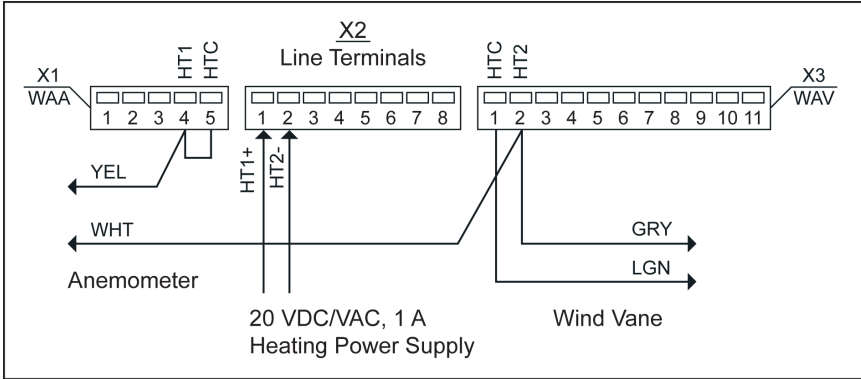 X2
Line Terminals
HT1
HTC
HTC
HT2
X1
WAA
X3
WAV
1 2 3 4 5
1 2 3 4 5 6 7 8
1 2 3 4 5 6 7 8 9 10 11
HT1+
HT2-
YEL
WHT
GRY
LGN
Anemometer
20 VDC/VAC, 1 A
Heating Power Supply
Wind Vane